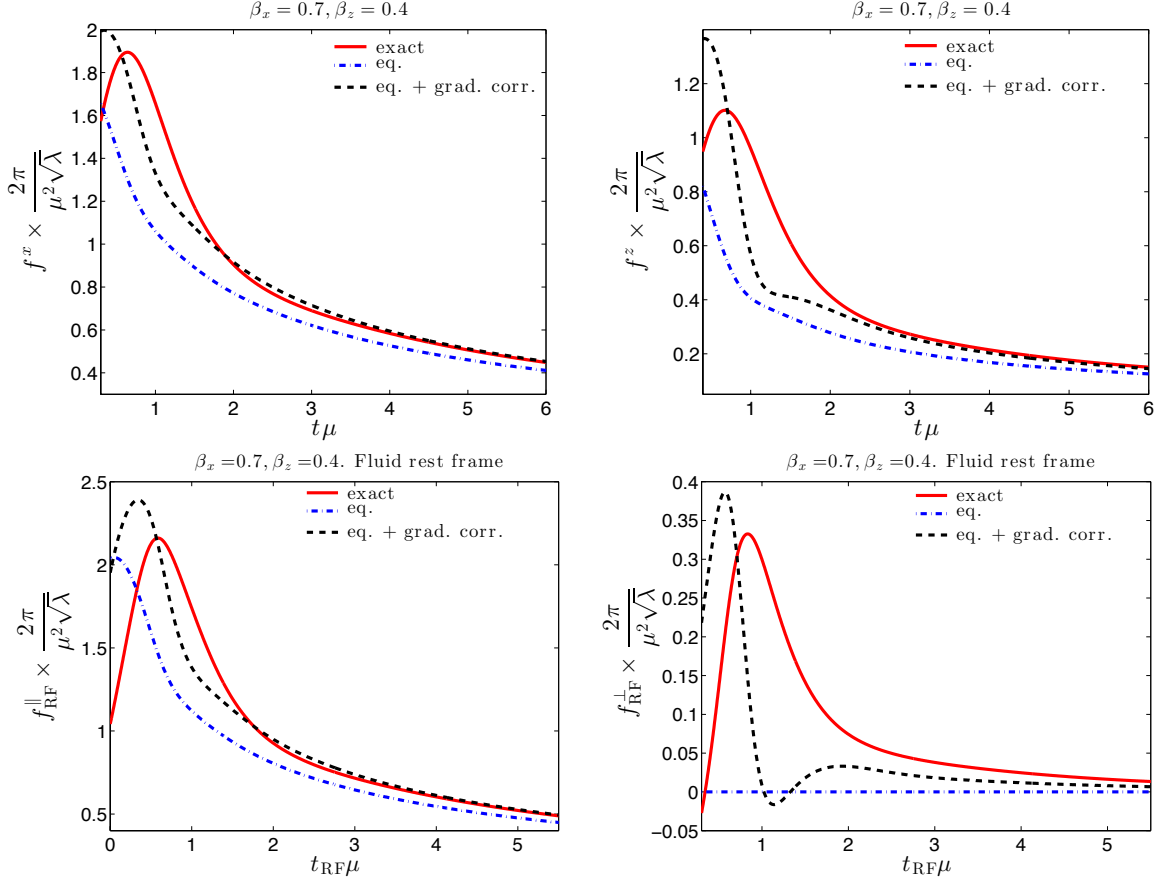 β_x = 0.7, β_z = 0.4
2
1.8
1.6
1.4
1.2
1
0.8
0.6
0.4
1 2 3 4 5 6
exact
eq.
eq. + grad. corr.
f^x × 2π / μ²√λ
tμ
β_x = 0.7, β_z = 0.4
1.2
1
0.8
0.6
0.4
0.2
1 2 3 4 5 6
exact
eq.
eq. + grad. corr.
f^z × 2π / μ²√λ
tμ
β_x =0.7, β_z =0.4. Fluid rest frame
2.5
2
1.5
1
0.5
0 1 2 3 4 5
exact
eq.
eq. + grad. corr.
f^∥_RF × 2π / μ²√λ
t_RF μ
β_x =0.7, β_z =0.4. Fluid rest frame
0.4
0.35
0.3
0.25
0.2
0.15
0.1
0.05
0
−0.05
1 2 3 4 5
exact
eq.
eq. + grad. corr.
f^⊥_RF × 2π / μ²√λ
t_RF μ